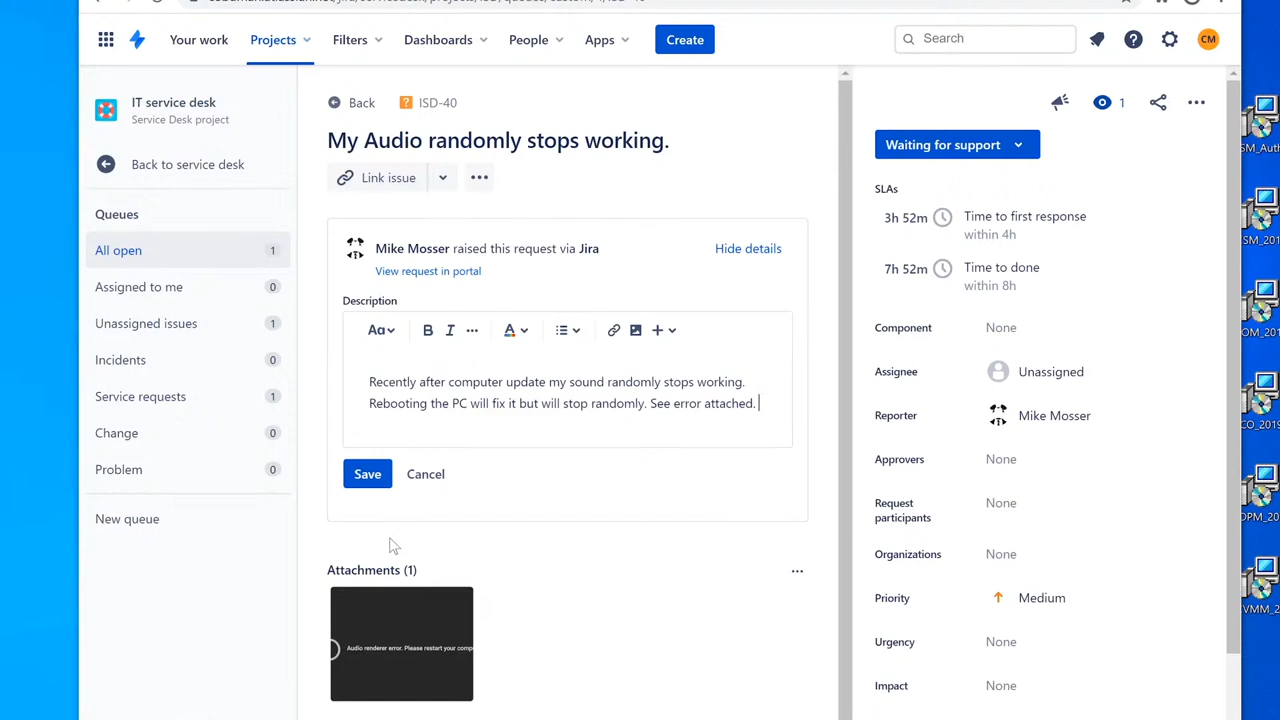 Your work
Projects
Filters
Dashboards
People
Apps
Create
Search
CM
IT service desk
Service Desk project
Back to service desk
Queues
All open 1
Assigned to me 0
Unassigned issues 1
Incidents 0
Service requests 0
Change 0
Problem 0
New queue
Back
ISD-40
My Audio randomly stops working.
Link issue
Mike Mosser raised this request via Jira
Hide details
View request in portal
Description
Aa
B I
A
Recently after computer update my sound randomly stops working.
Rebooting the PC will fix it but will stop randomly. See error attached.
Save
Cancel
Attachments (1)
Audio renderer error. Please restart your comp
1
Waiting for support
SLAs
3h 52m Time to first response
within 4h
7h 52m Time to done
within 8h
Component None
Assignee Unassigned
Reporter Mike Mosser
Approvers None
Request
participants None
Organizations None
Priority Medium
Urgency None
Impact None